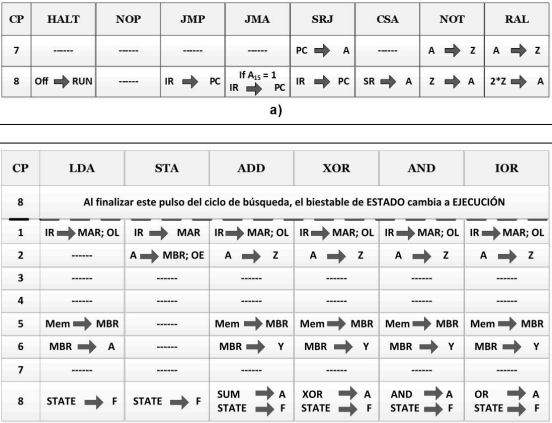 CP HALT NOP JMP JMA SRJ CSA NOT RAL
7 ------ ------ ------ ------ PC A ------ A Z A Z
8 Off RUN ------ IR PC If A₁₅ = 1 IR PC IR PC SR A Z A 2*Z A
a)
CP LDA STA ADD XOR AND IOR
8 Al finalizar este pulso del ciclo de búsqueda, el biestable de ESTADO cambia a EJECUCIÓN
1 IR MAR; OL IR MAR IR MAR; OL IR MAR; OL IR MAR; OL IR MAR; OL
2 ------ A MBR; OE A Z A Z A Z A Z
3 ------ ------ ------ ------ ------ ------
4 ------ ------ ------ ------ ------ ------
5 Mem MBR ------ Mem MBR Mem MBR Mem MBR Mem MBR
6 MBR A ------ MBR Y MBR Y MBR Y MBR Y
7 ------ ------ ------ ------ ------ ------
8 STATE F STATE F SUM A STATE F XOR A STATE F AND A STATE F OR A STATE F